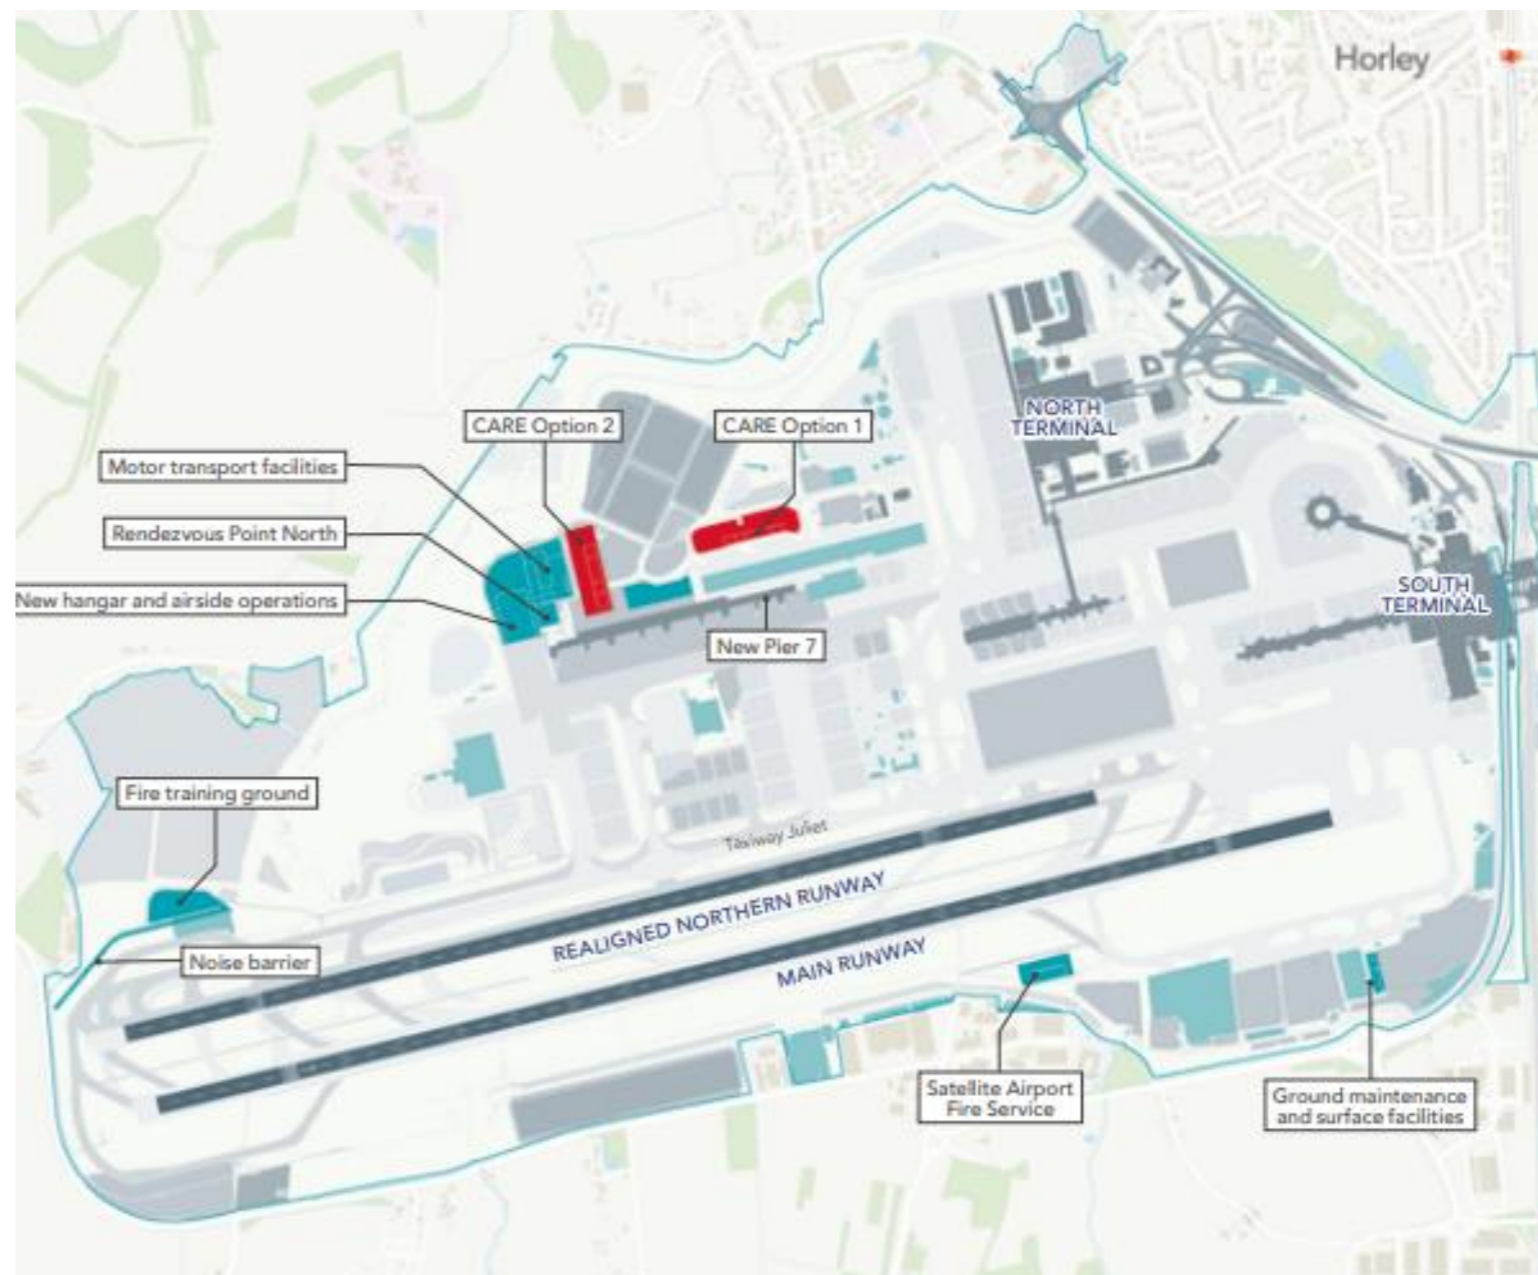 Horley
NORTH
TERMINAL
CARE Option 2
CARE Option 1
Motor transport facilities
Rendezvous Point North
New hangar and airside operations
SOUTH
TERMINAL
New Pier 7
Fire training ground
Taxiway Juliet
REALIGNED NORTHERN RUNWAY
MAIN RUNWAY
Noise barrier
Satellite Airport
Fire Service
Ground maintenance
and surface facilities